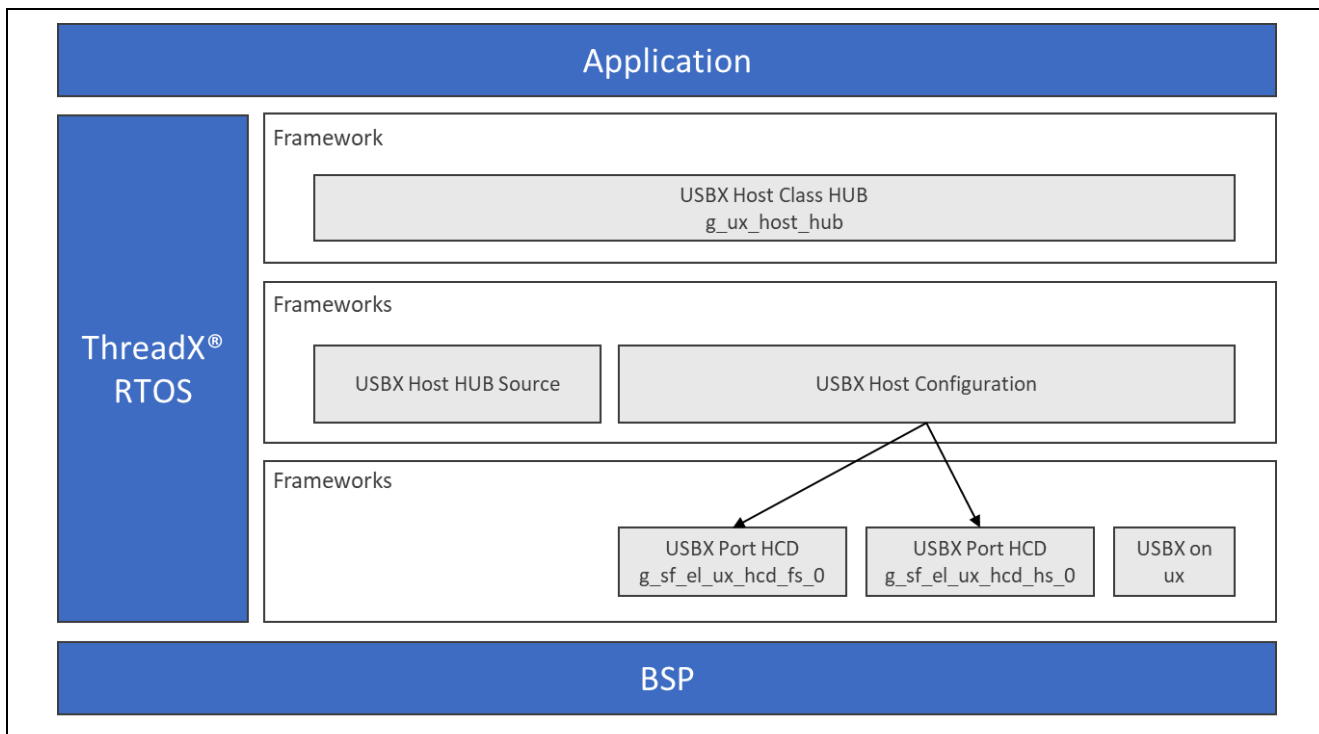 Application
ThreadX®
RTOS
Framework
USBX Host Class HUB
g_ux_host_hub
Frameworks
USBX Host HUB Source
USBX Host Configuration
Frameworks
USBX Port HCD
g_sf_el_ux_hcd_fs_0
USBX Port HCD
g_sf_el_ux_hcd_hs_0
USBX on
ux
BSP